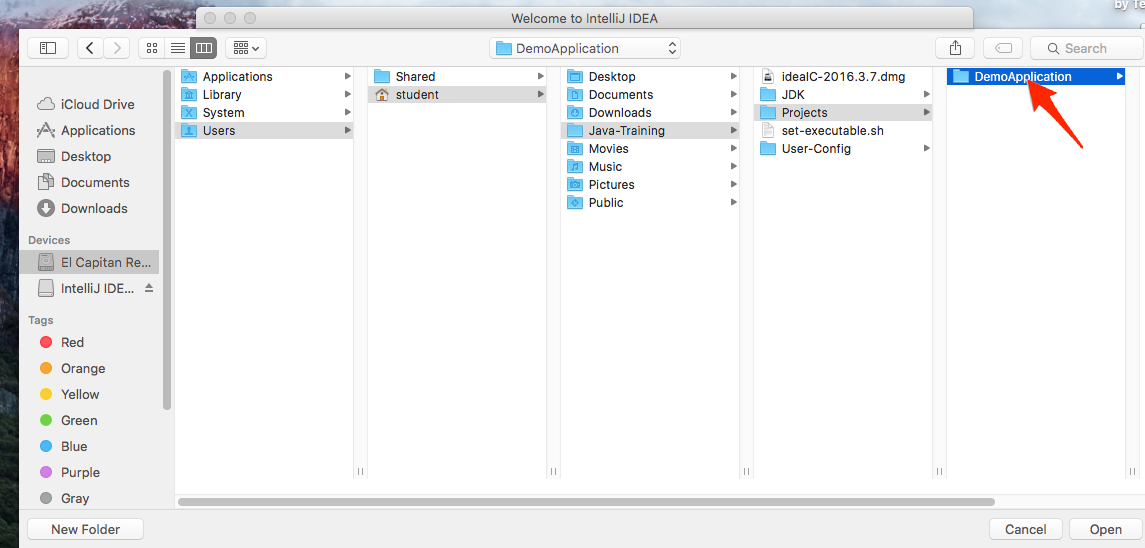 by Te
Welcome to IntelliJ IDEA
DemoApplication
Search
iCloud Drive
Applications
Desktop
Documents
Downloads
Devices
El Capitan Re...
IntelliJ IDE...
Tags
Red
Orange
Yellow
Green
Blue
Purple
Gray
Applications
Library
System
Users
Shared
student
Desktop
Documents
Downloads
Java-Training
Movies
Music
Pictures
Public
ideaIC-2016.3.7.dmg
JDK
Projects
set-executable.sh
User-Config
DemoApplication
New Folder
Cancel
Open